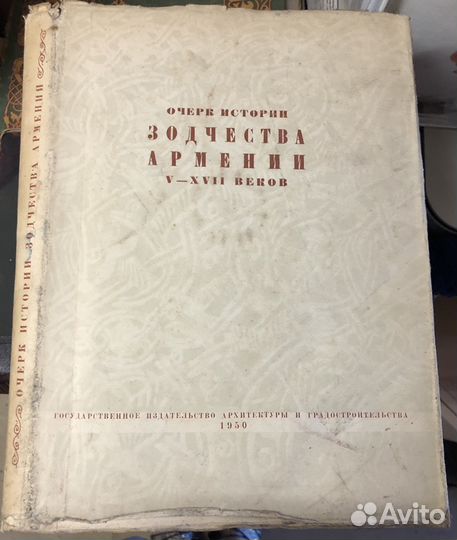 ОЧЕРК ИСТОРИИ
ЗОДЧЕСТВА
АРМЕНИИ
V—XVII ВЕКОВ
ГОСУДАРСТВЕННОЕ ИЗДАТЕЛЬСТВО АРХИТЕКТУРЫ И ГРАДОСТРОИТЕЛЬСТВА
1950
ОЧЕРК ИСТОРИИ ЗОДЧЕСТВА АРМЕНИИ
Avito